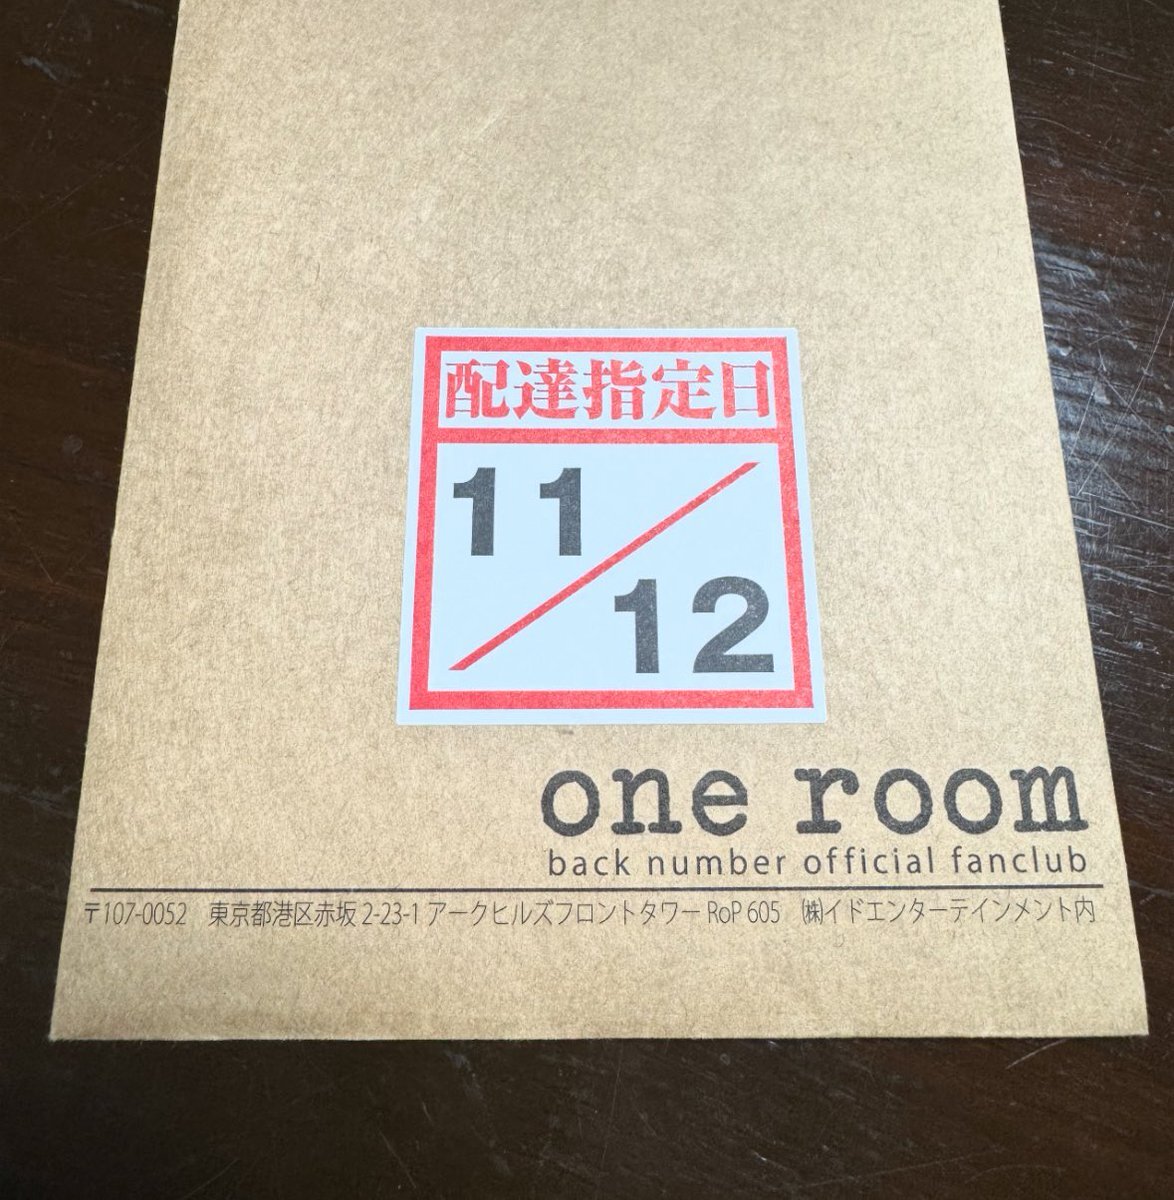 配達指定日
11/12
one room
back number official fanclub
〒107-0052 東京都港区赤坂 2-23-1 アークヒルズフロントタワー RoP 605 ㈱イドエンターテインメント内